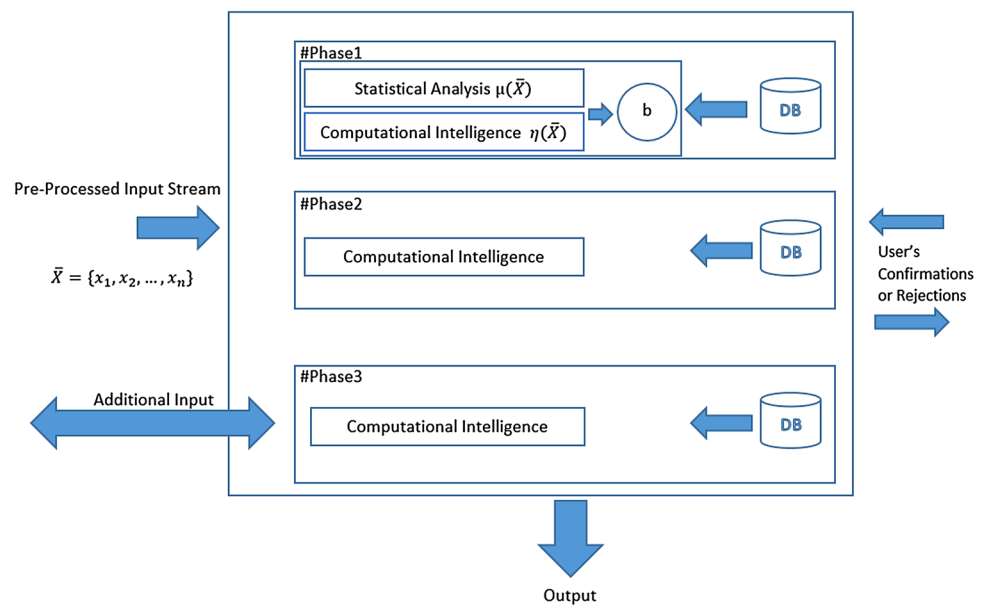 #Phase1
Statistical Analysis μ(X̄)
Computational Intelligence η(X̄)
b
DB
Pre-Processed Input Stream
X̄ = {x₁, x₂, … , xₙ}
#Phase2
Computational Intelligence
DB
User's
Confirmations
or Rejections
#Phase3
Additional Input
Computational Intelligence
DB
Output